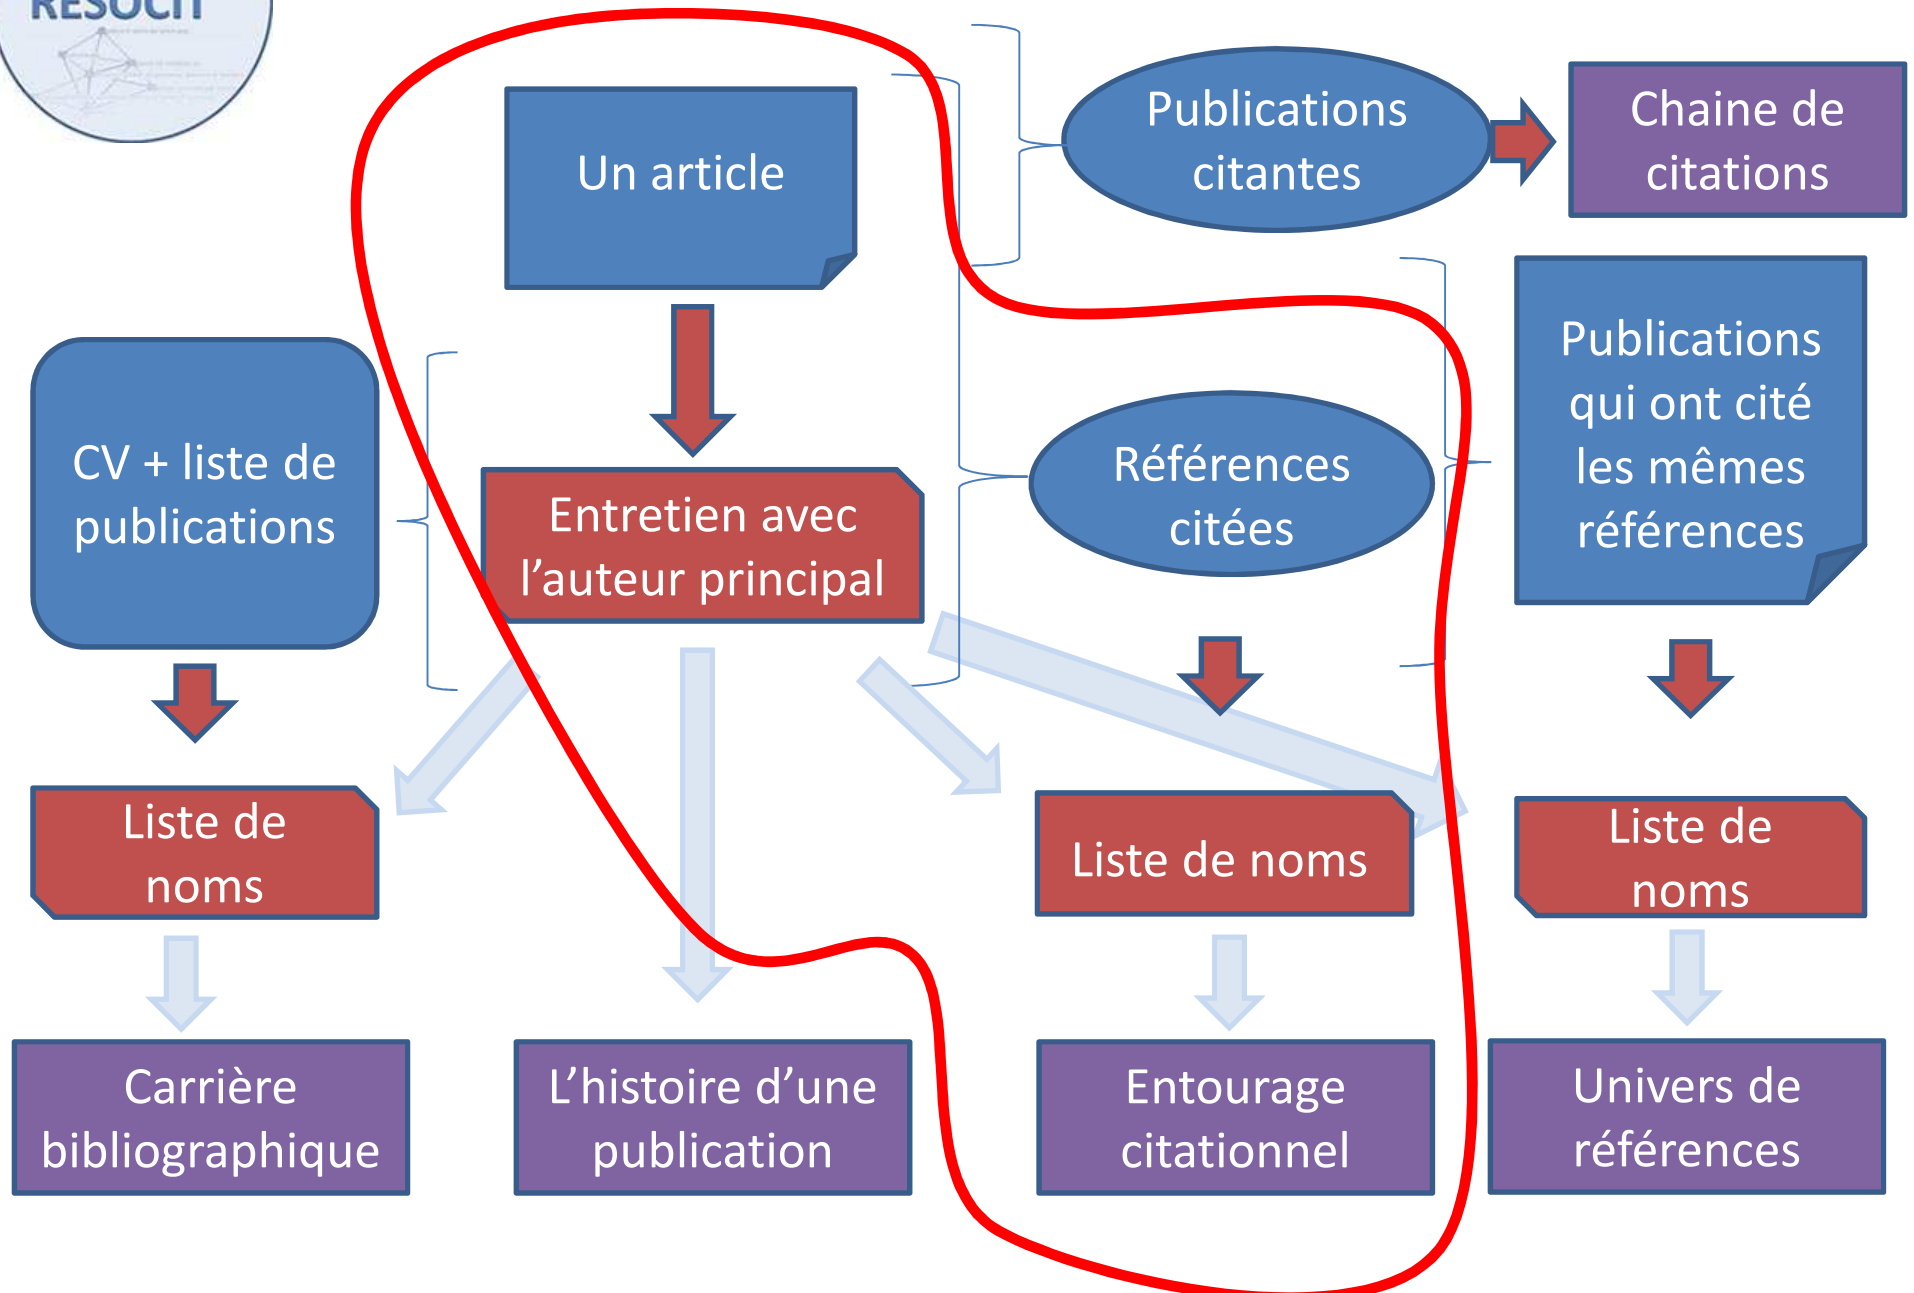 RESOCIT
Un article
Publications
citantes
Chaine de
citations
CV + liste de
publications
Entretien avec
l’auteur principal
Références
citées
Publications
qui ont cité
les mêmes
références
Liste de
noms
Liste de noms
Liste de
noms
Carrière
bibliographique
L’histoire d’une
publication
Entourage
citationnel
Univers de
références